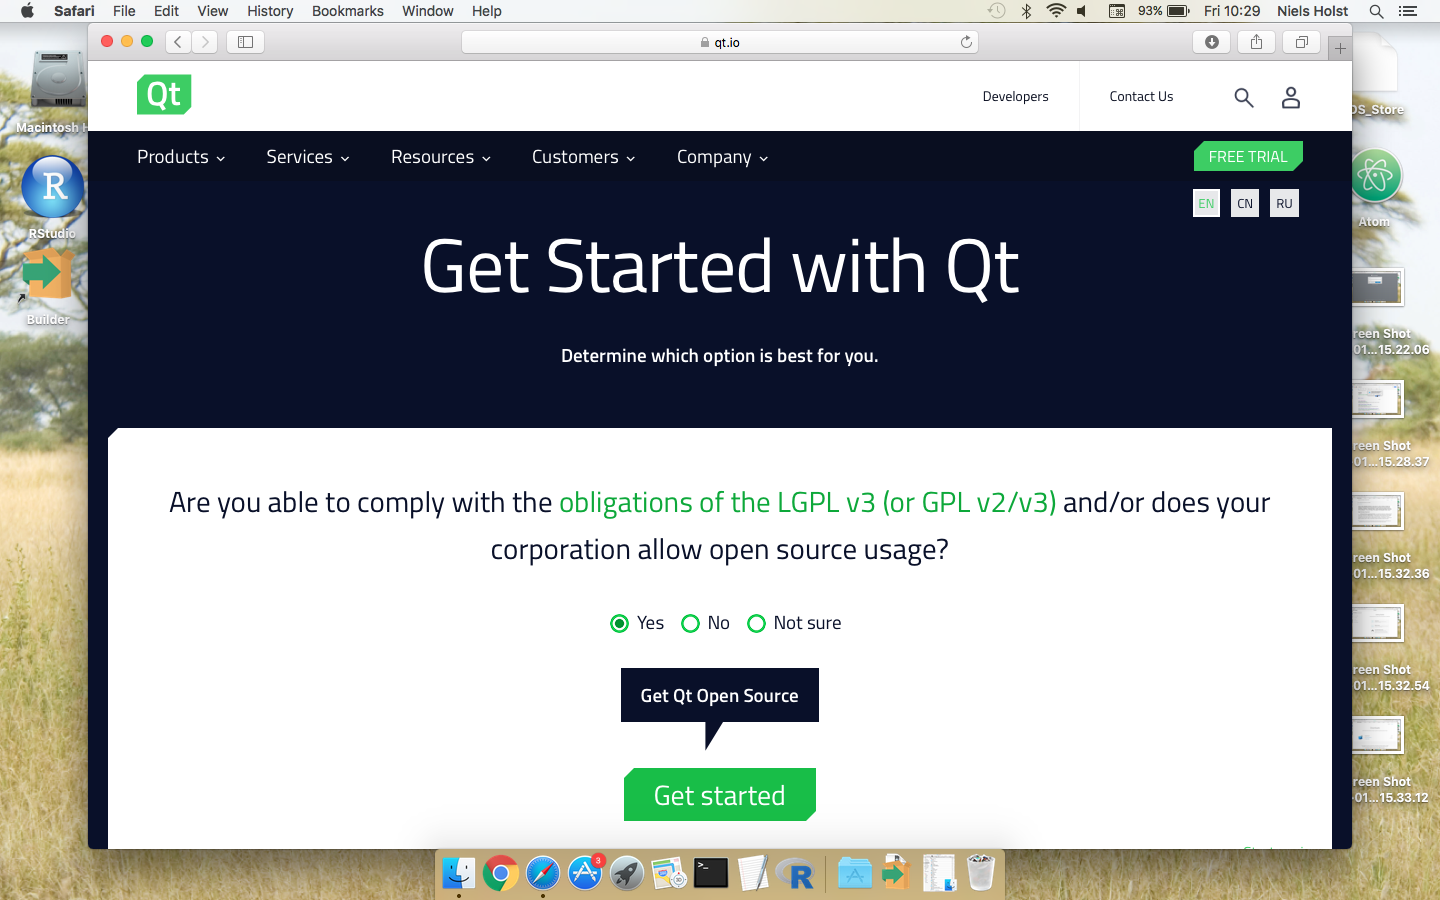 Safari File Edit View History Bookmarks Window Help 93% Fri 10:29 Niels Holst
qt.io
Qt
Developers Contact Us
Products Services Resources Customers Company FREE TRIAL
EN CN RU
Get Started with Qt
Determine which option is best for you.
Are you able to comply with the obligations of the LGPL v3 (or GPL v2/v3) and/or does your
corporation allow open source usage?
Yes No Not sure
Get Qt Open Source
Get started
Macintosh H
R
RStudio
Builder
DS_Store
Atom
reen Shot
01...15.22.06
reen Shot
01...15.28.37
reen Shot
01...15.32.36
reen Shot
01...15.32.54
reen Shot
-01...15.33.12
3
>_
R